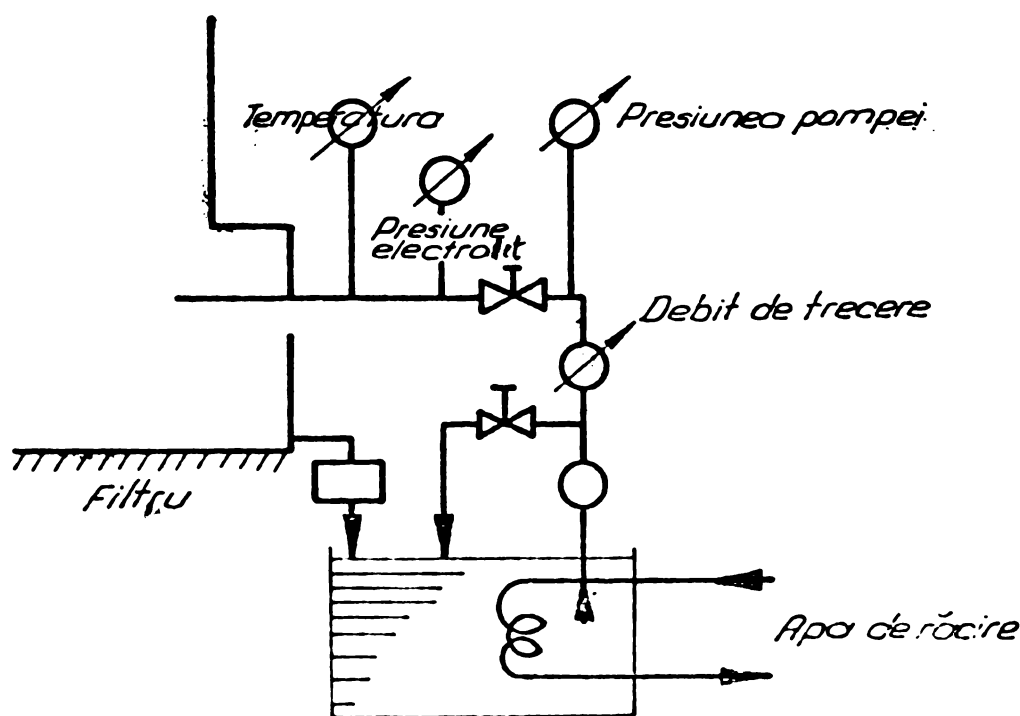 Temperatura
Presiunea pompei
Presiune
electrolit
Debit de trecere
Filtru
Apa de răcire